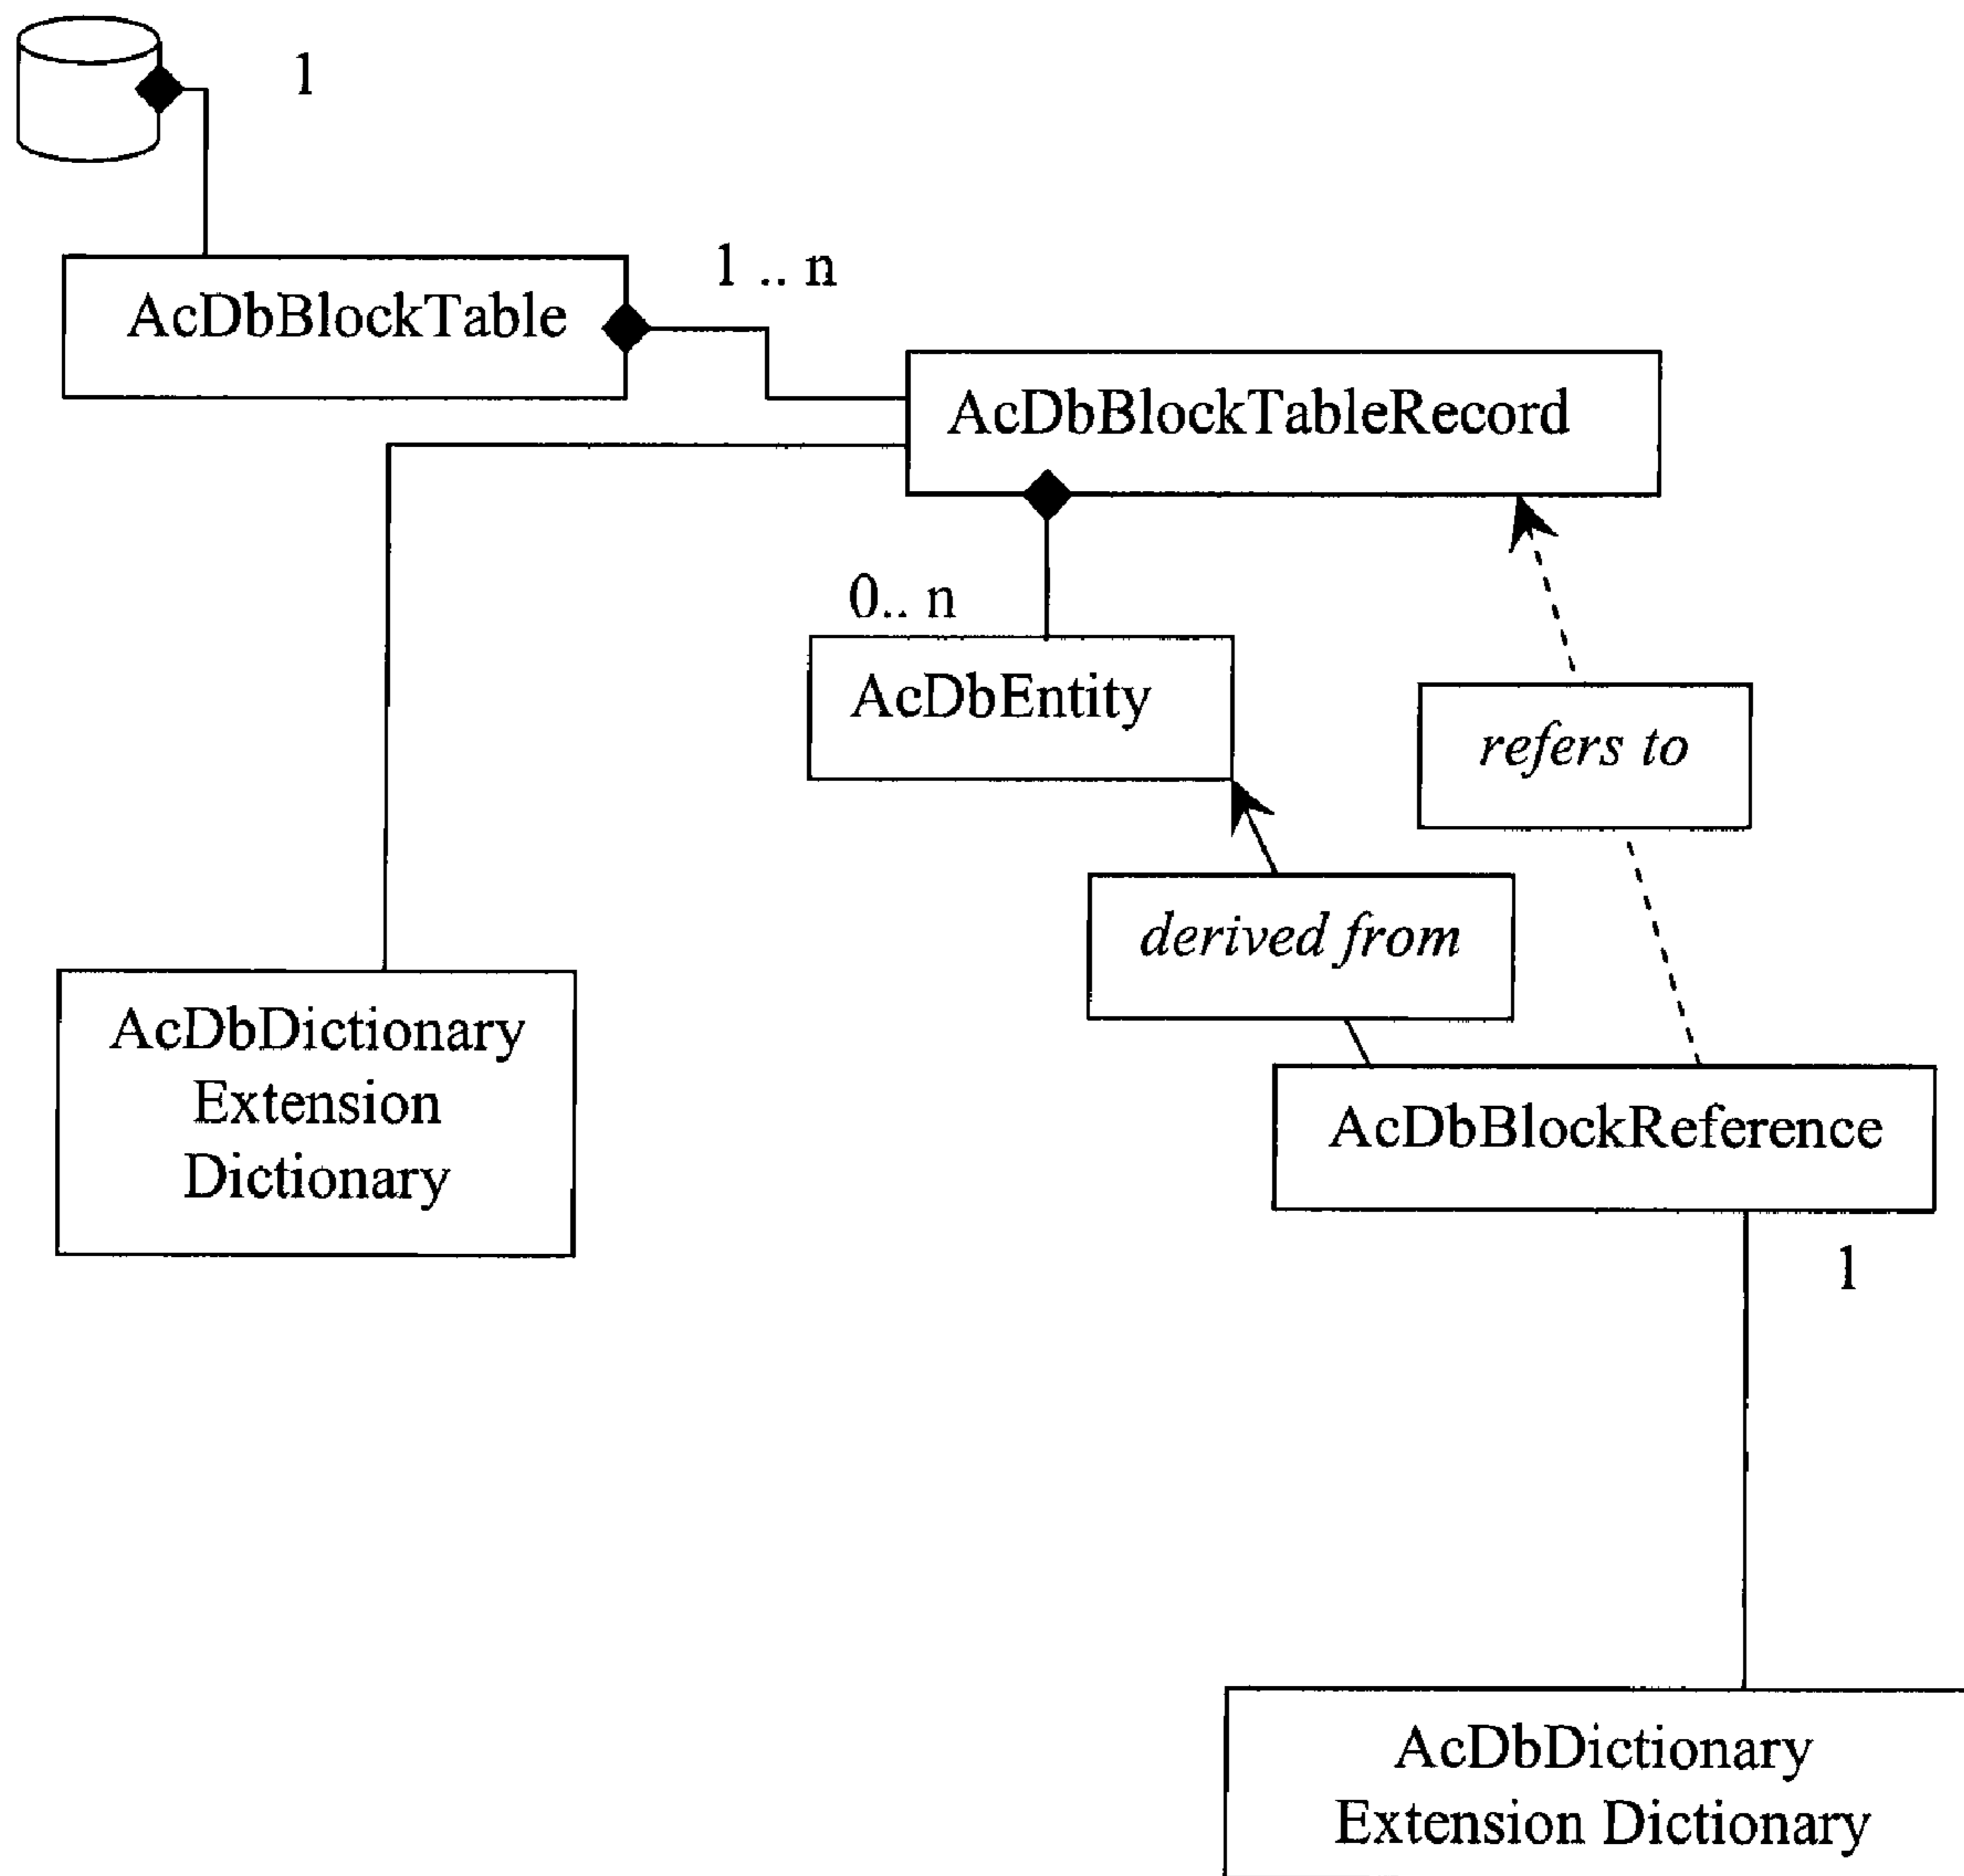 1
1 .. n
AcDbBlockTable
AcDbBlockTableRecord
0.. n
AcDbEntity
refers to
derived from
AcDbDictionary
Extension
Dictionary
AcDbBlockReference
1
AcDbDictionary
Extension Dictionary